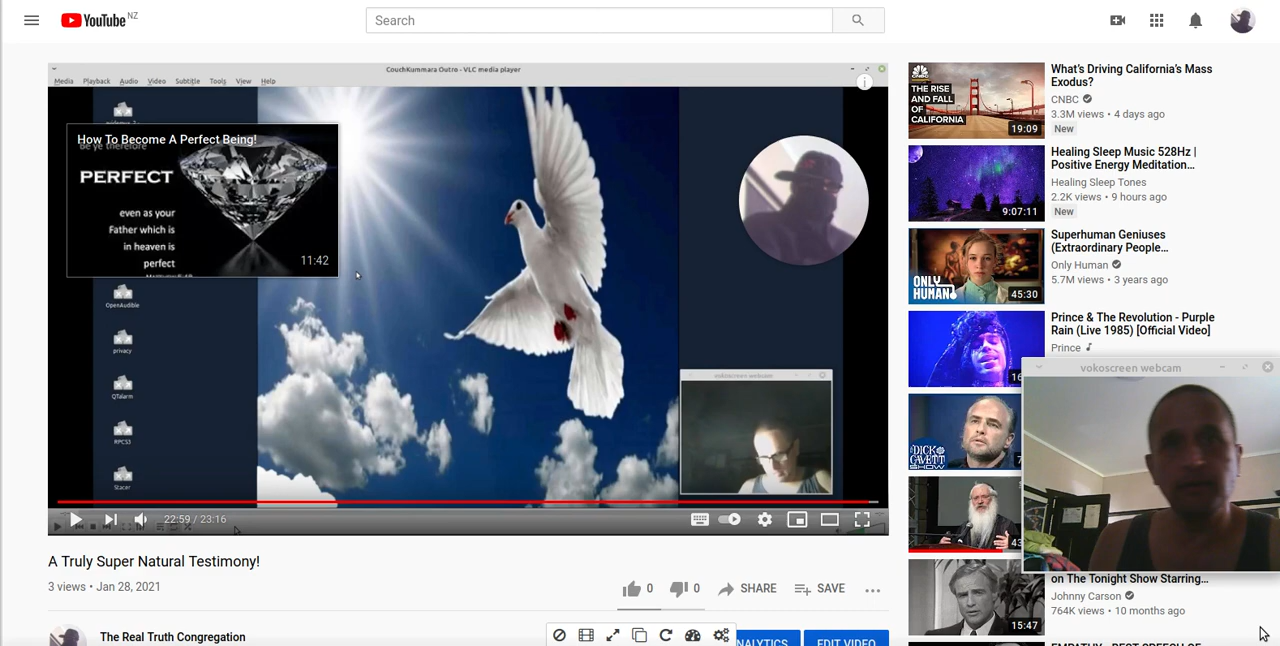 YouTube NZ
Search
CouchKummara Outro - VLC media player
Media Playback Audio Video Subtitle Tools View Help
How To Become A Perfect Being!
Be ye therefore
PERFECT
even as your
Father which is
in heaven is
perfect
11:42
OpenAudible
privacy
QTalarm
RPCS3
Stacer
vokoscreen webcam
22:59 / 23:16
A Truly Super Natural Testimony!
3 views • Jan 28, 2021
0
0
SHARE
SAVE
The Real Truth Congregation
EDIT VIDEO
THE RISE
AND FALL
OF
CALIFORNIA
19:09
What's Driving California's Mass
Exodus?
CNBC
3.3M views • 4 days ago
New
9:07:11
Healing Sleep Music 528Hz |
Positive Energy Meditation...
Healing Sleep Tones
2.2K views • 9 hours ago
New
ONLY
HUMAN
45:30
Superhuman Geniuses
(Extraordinary People...
Only Human
5.7M views • 3 years ago
Prince & The Revolution - Purple
Rain (Live 1985) [Official Video]
Prince
vokoscreen webcam
DICK
CAVETT
SHOW
15:47
on The Tonight Show Starring...
Johnny Carson
764K views • 10 months ago